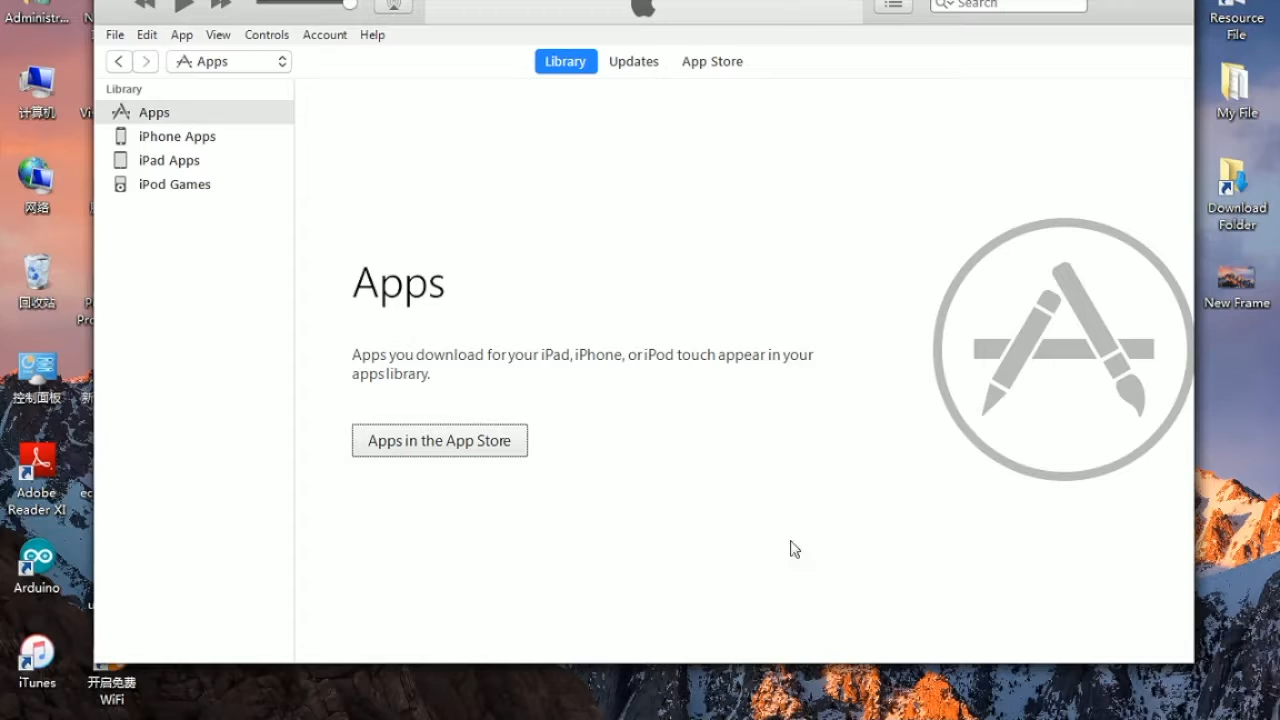 Administr...
Search
Resource
File
File Edit App View Controls Account Help
Apps
Library Updates App Store
Library
Apps
iPhone Apps
iPad Apps
iPod Games
计算机
网络
回收站
控制面板
Adobe
Reader XI
Arduino
iTunes
开启免费
WiFi
Apps
Apps you download for your iPad, iPhone, or iPod touch appear in your
apps library.
Apps in the App Store
My File
Download
Folder
New Frame